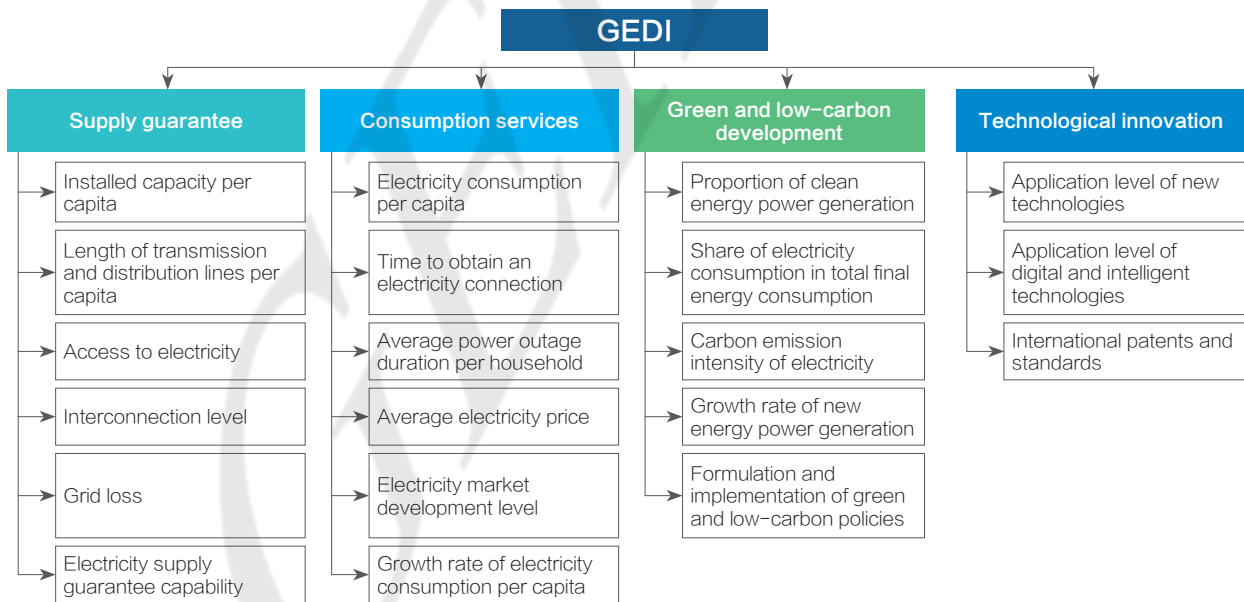 GEDI
Supply guarantee
Installed capacity per
capita
Length of transmission
and distribution lines per
capita
Access to electricity
Interconnection level
Grid loss
Electricity supply
guarantee capability
Consumption services
Electricity consumption
per capita
Time to obtain an
electricity connection
Average power outage
duration per household
Average electricity price
Electricity market
development level
Growth rate of electricity
consumption per capita
Green and low-carbon
development
Proportion of clean
energy power generation
Share of electricity
consumption in total final
energy consumption
Carbon emission
intensity of electricity
Growth rate of new
energy power generation
Formulation and
implementation of green
and low-carbon policies
Technological innovation
Application level of new
technologies
Application level of
digital and intelligent
technologies
International patents and
standards